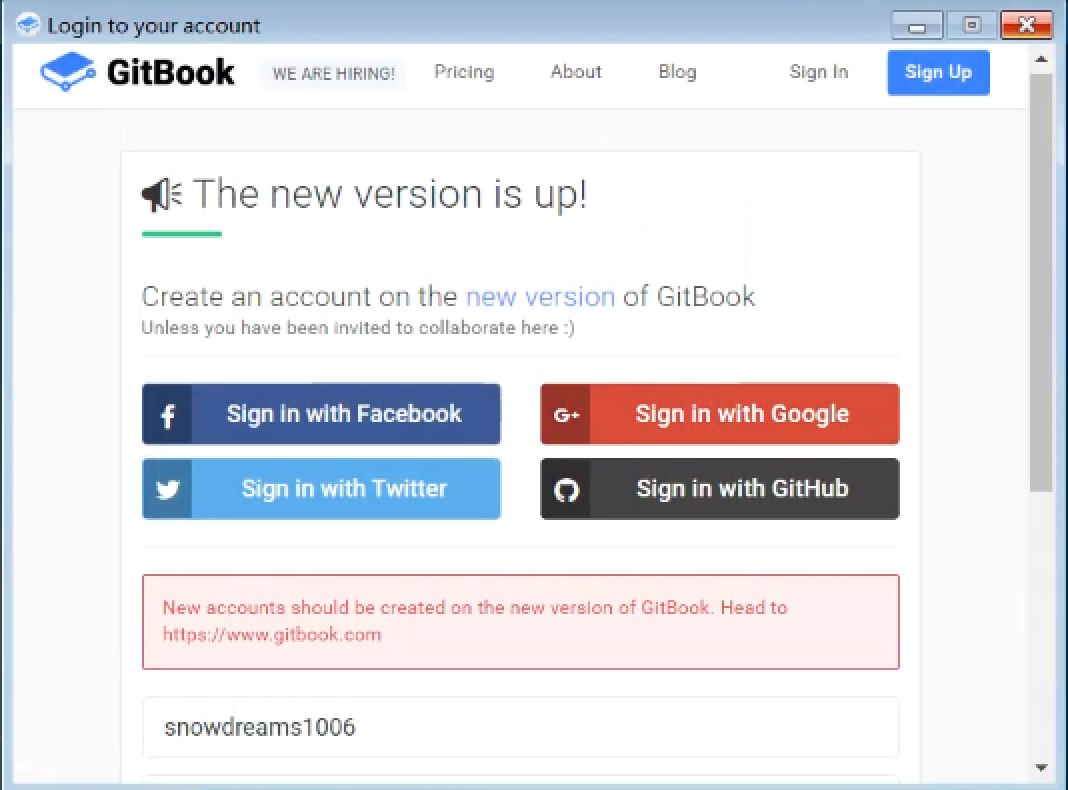 Login to your account
GitBook WE ARE HIRING! Pricing About Blog Sign In Sign Up
The new version is up!
Create an account on the new version of GitBook
Unless you have been invited to collaborate here :)
f Sign in with Facebook G+ Sign in with Google
Sign in with Twitter Sign in with GitHub
New accounts should be created on the new version of GitBook. Head to
https://www.gitbook.com
snowdreams1006